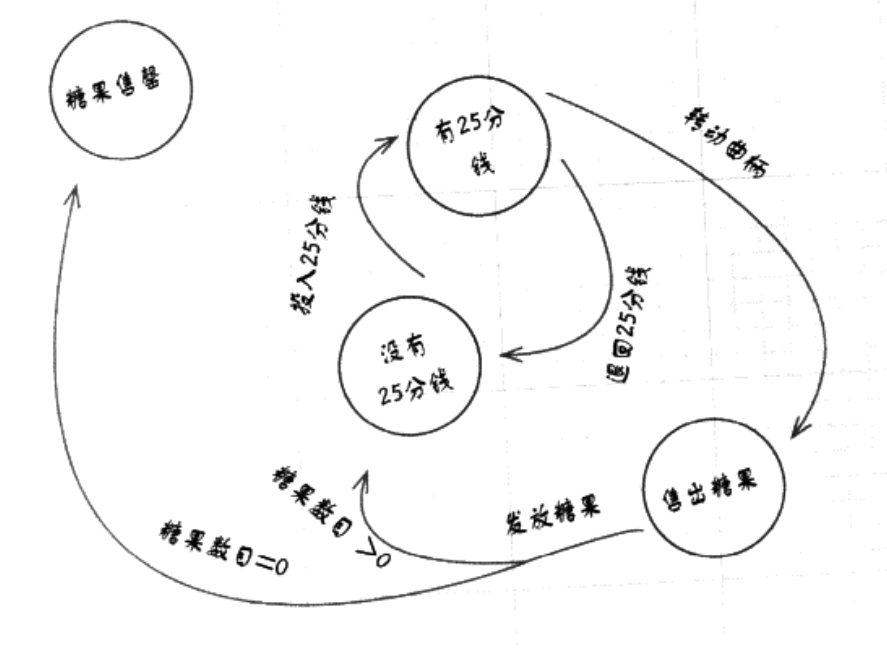 糖果售罄
有25分
钱
转动曲柄
投入25分钱
退回25分钱
没有
25分钱
售出糖果
发放糖果
糖果数目>0
糖果数目=0